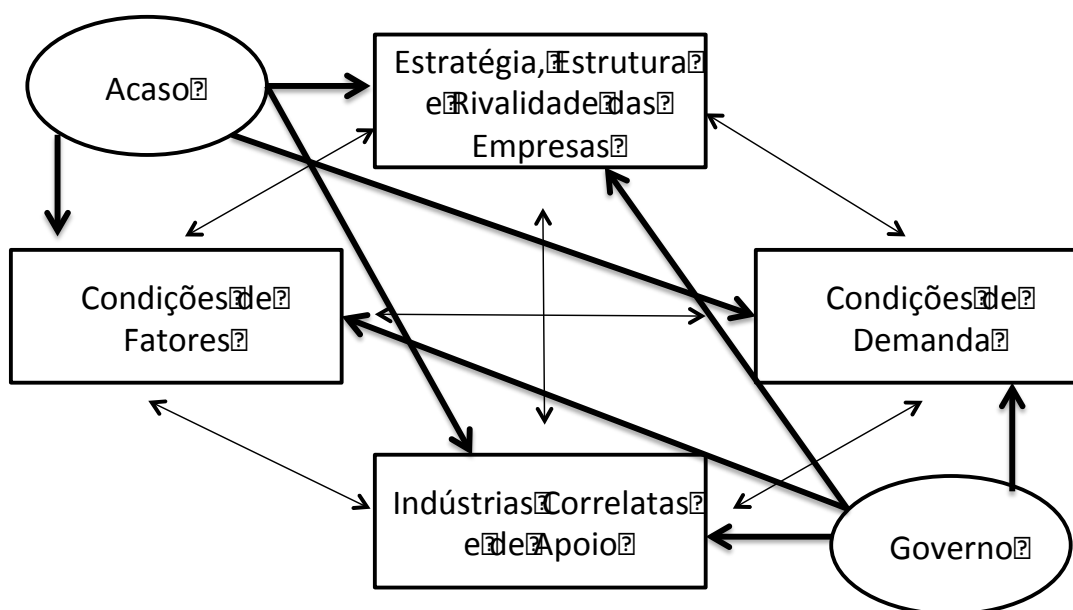 Acaso
Estratégia, Estrutura
e Rivalidade das
Empresas
Condições de
Fatores
Condições de
Demanda
Indústrias Correlatas
e de Apoio
Governo